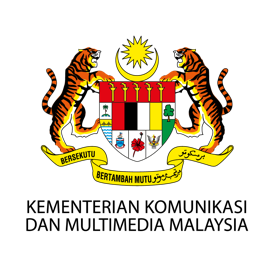 BERSEKUTU
BERTAMBAH MUTU
KEMENTERIAN KOMUNIKASI
DAN MULTIMEDIA MALAYSIA